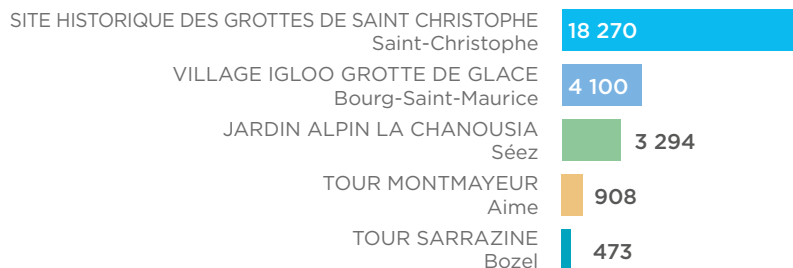 SITE HISTORIQUE DES GROTTES DE SAINT CHRISTOPHE
Saint-Christophe
18 270
VILLAGE IGLOO GROTTE DE GLACE
Bourg-Saint-Maurice
4 100
JARDIN ALPIN LA CHANOUSIA
Séez
3 294
TOUR MONTMAYEUR
Aime
908
TOUR SARRAZINE
Bozel
473